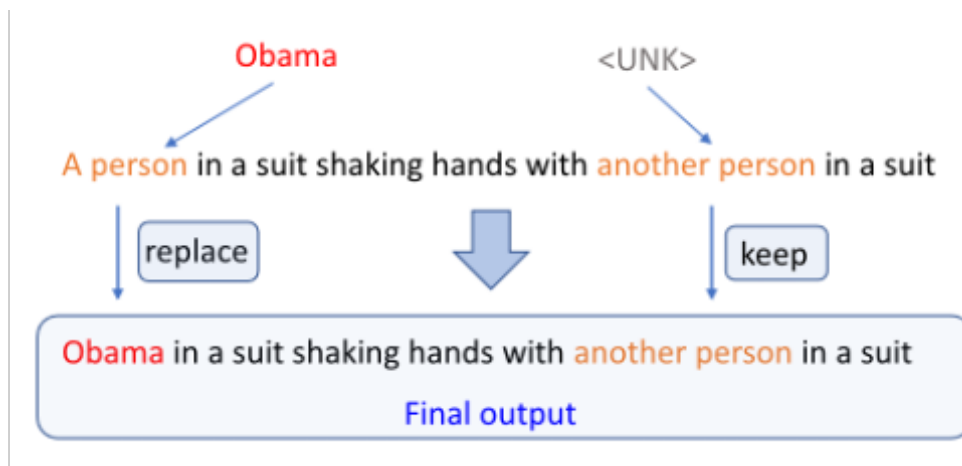 Obama <UNK>
A person in a suit shaking hands with another person in a suit
replace keep
Obama in a suit shaking hands with another person in a suit
Final output